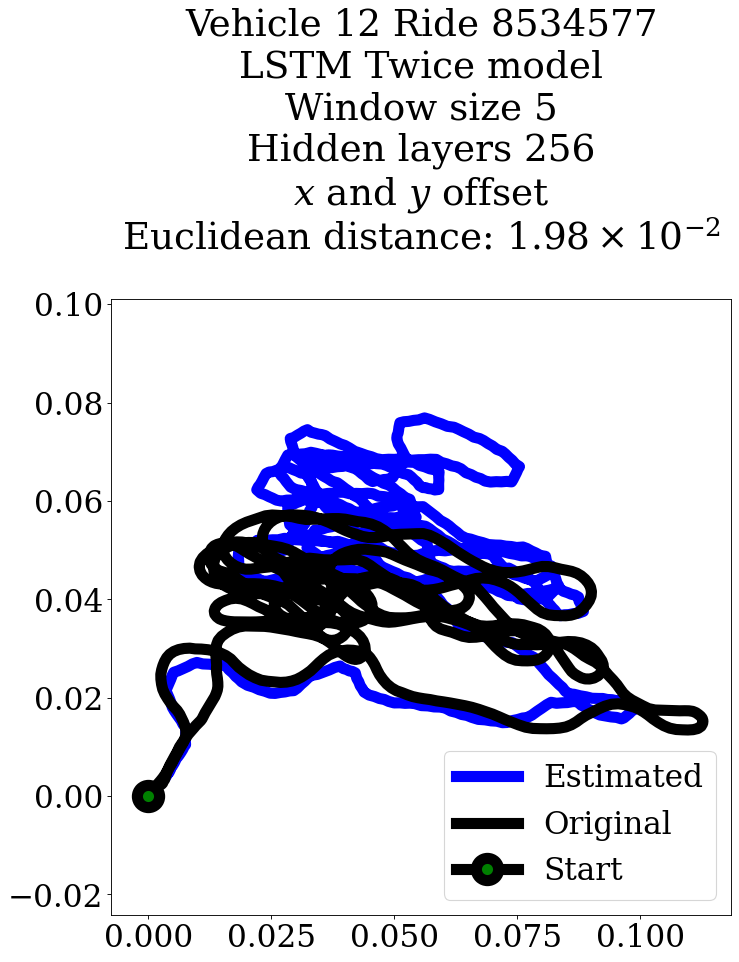 Vehicle 12 Ride 8534577
LSTM Twice model
Window size 5
Hidden layers 256
x and y offset
Euclidean distance: 1.98 × 10⁻²
0.10
0.08
0.06
0.04
0.02
0.00
−0.02
Estimated
Original
Start
0.000 0.025 0.050 0.075 0.100